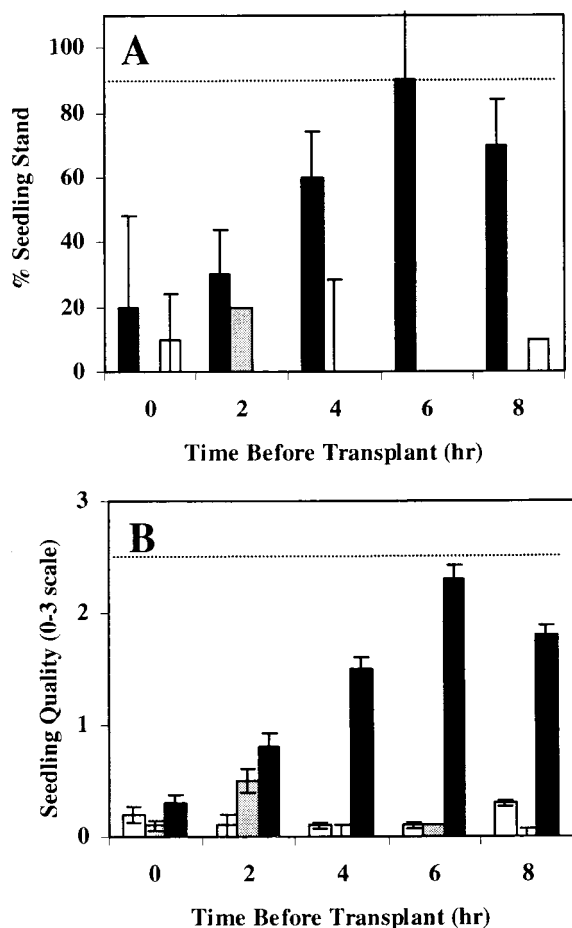 A
% Seedling Stand
100
80
60
40
20
0
0 2 4 6 8
Time Before Transplant (hr)
B
Seedling Quality (0-3 scale)
3
2
1
0
0 2 4 6 8
Time Before Transplant (hr)